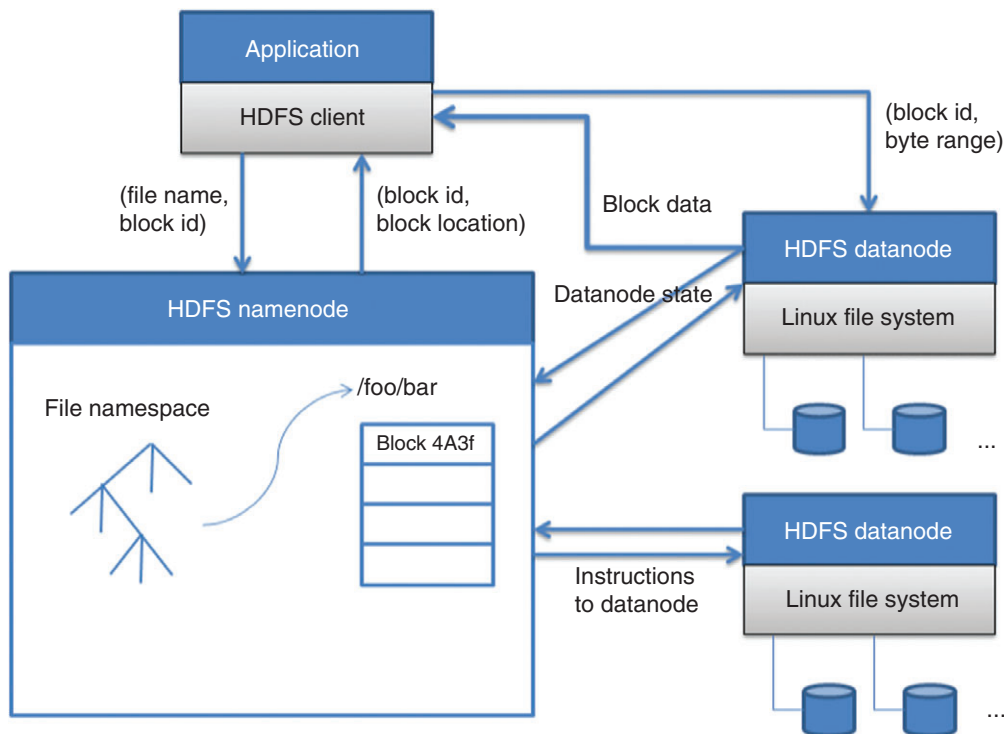 Application
HDFS client
(file name,
block id)
(block id,
block location)
Block data
(block id,
byte range)
HDFS datanode
Linux file system
...
Datanode state
HDFS namenode
File namespace
/foo/bar
Block 4A3f
HDFS datanode
Linux file system
...
Instructions
to datanode